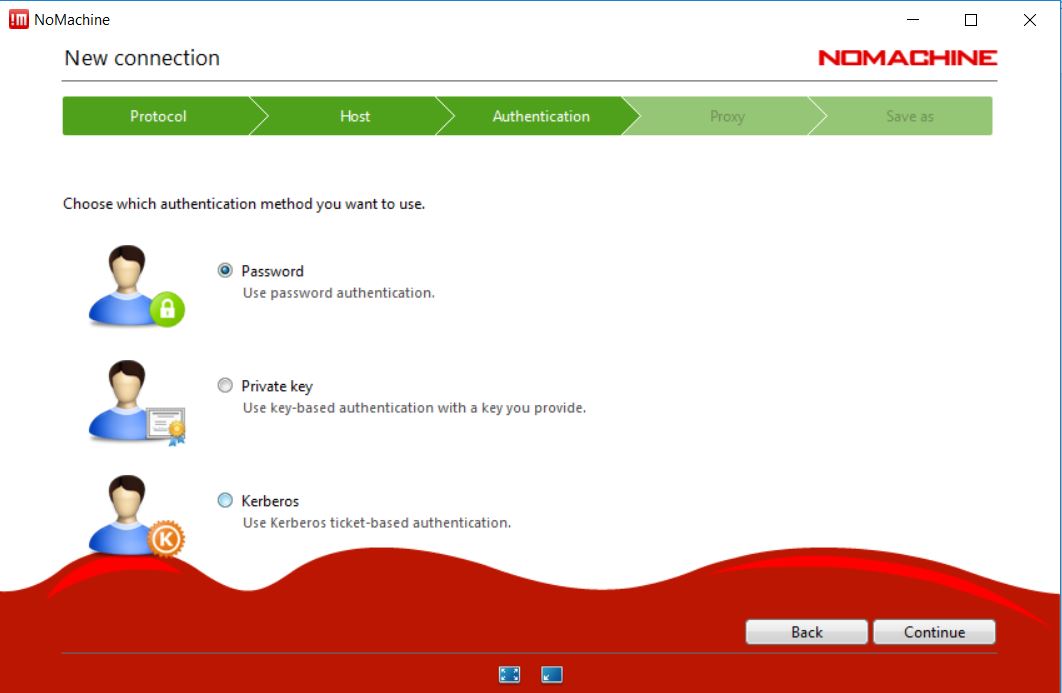 !M NoMachine
New connection
NOMACHINE
Protocol
Host
Authentication
Proxy
Save as
Choose which authentication method you want to use.
Password
Use password authentication.
Private key
Use key-based authentication with a key you provide.
K
Kerberos
Use Kerberos ticket-based authentication.
Back
Continue